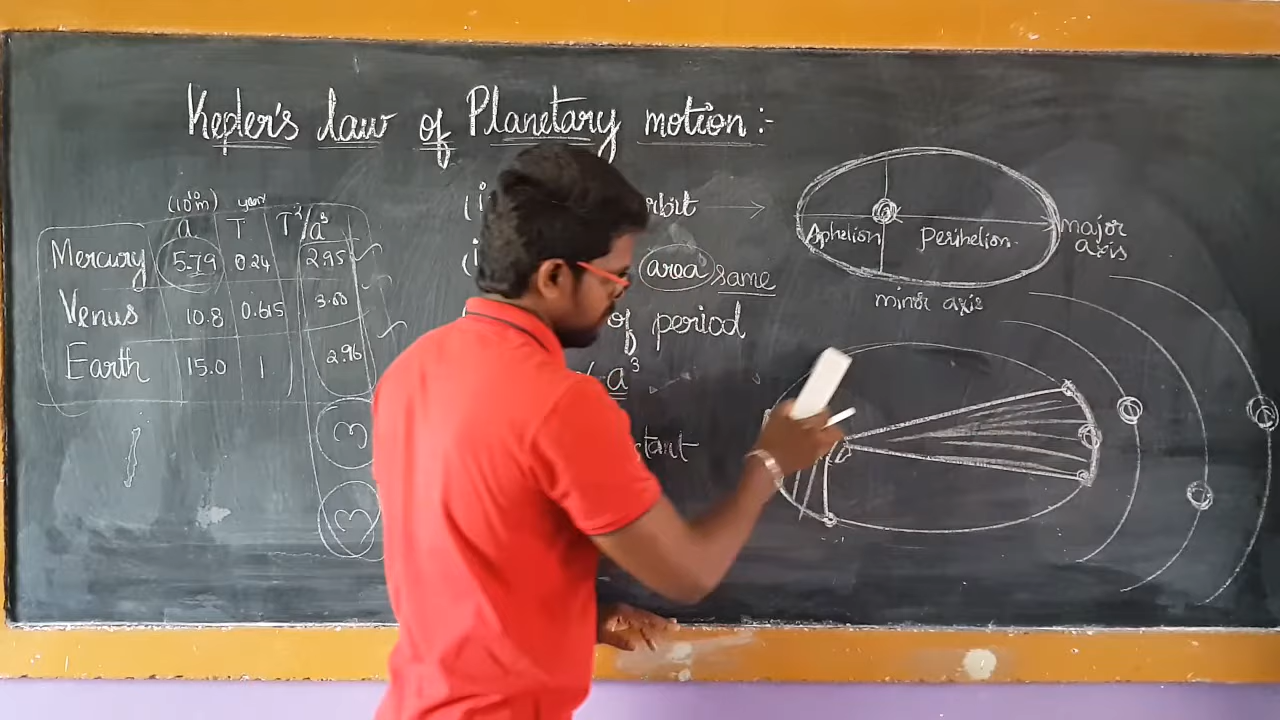 Kepler's law of Planetary motion :-
(10¹⁰m) year
a T T²/a³
Mercury 5.79 0.24 2.95
Venus 10.8 0.615 3.00
Earth 15.0 1 2.96
3
3
(i
(i area same
of period
a³
Aphelion Perihelion.
major
axis
minor axis